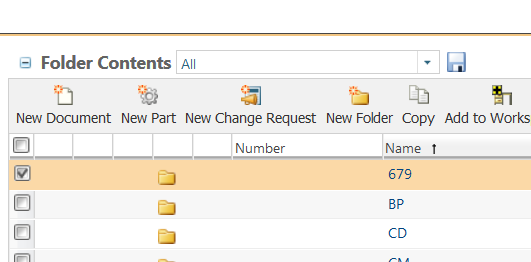 Folder Contents All
New Document New Part New Change Request New Folder Copy Add to Works
Number Name
679
BP
CD
CM